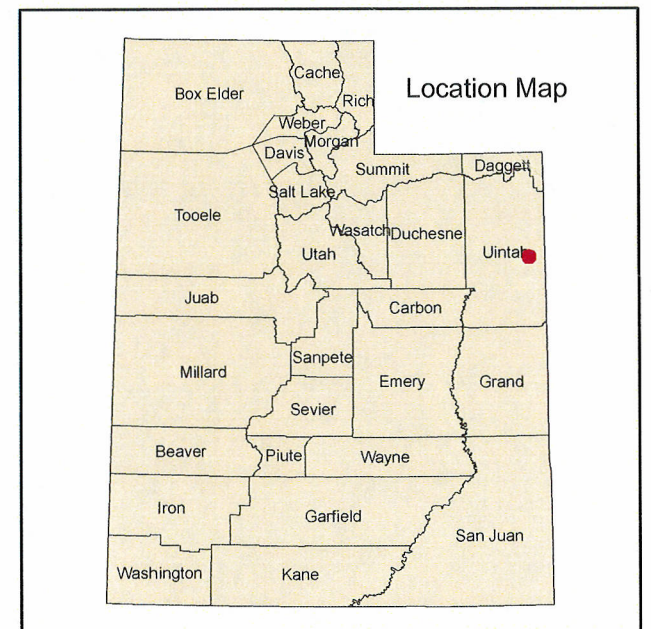 Location Map
Cache
Box Elder
Rich
Weber
Morgan
Davis
Summit
Daggett
Salt Lake
Tooele
Wasatch
Duchesne
Utah
Uintah
Juab
Carbon
Sanpete
Millard
Emery
Grand
Sevier
Beaver
Piute
Wayne
Iron
Garfield
San Juan
Washington
Kane